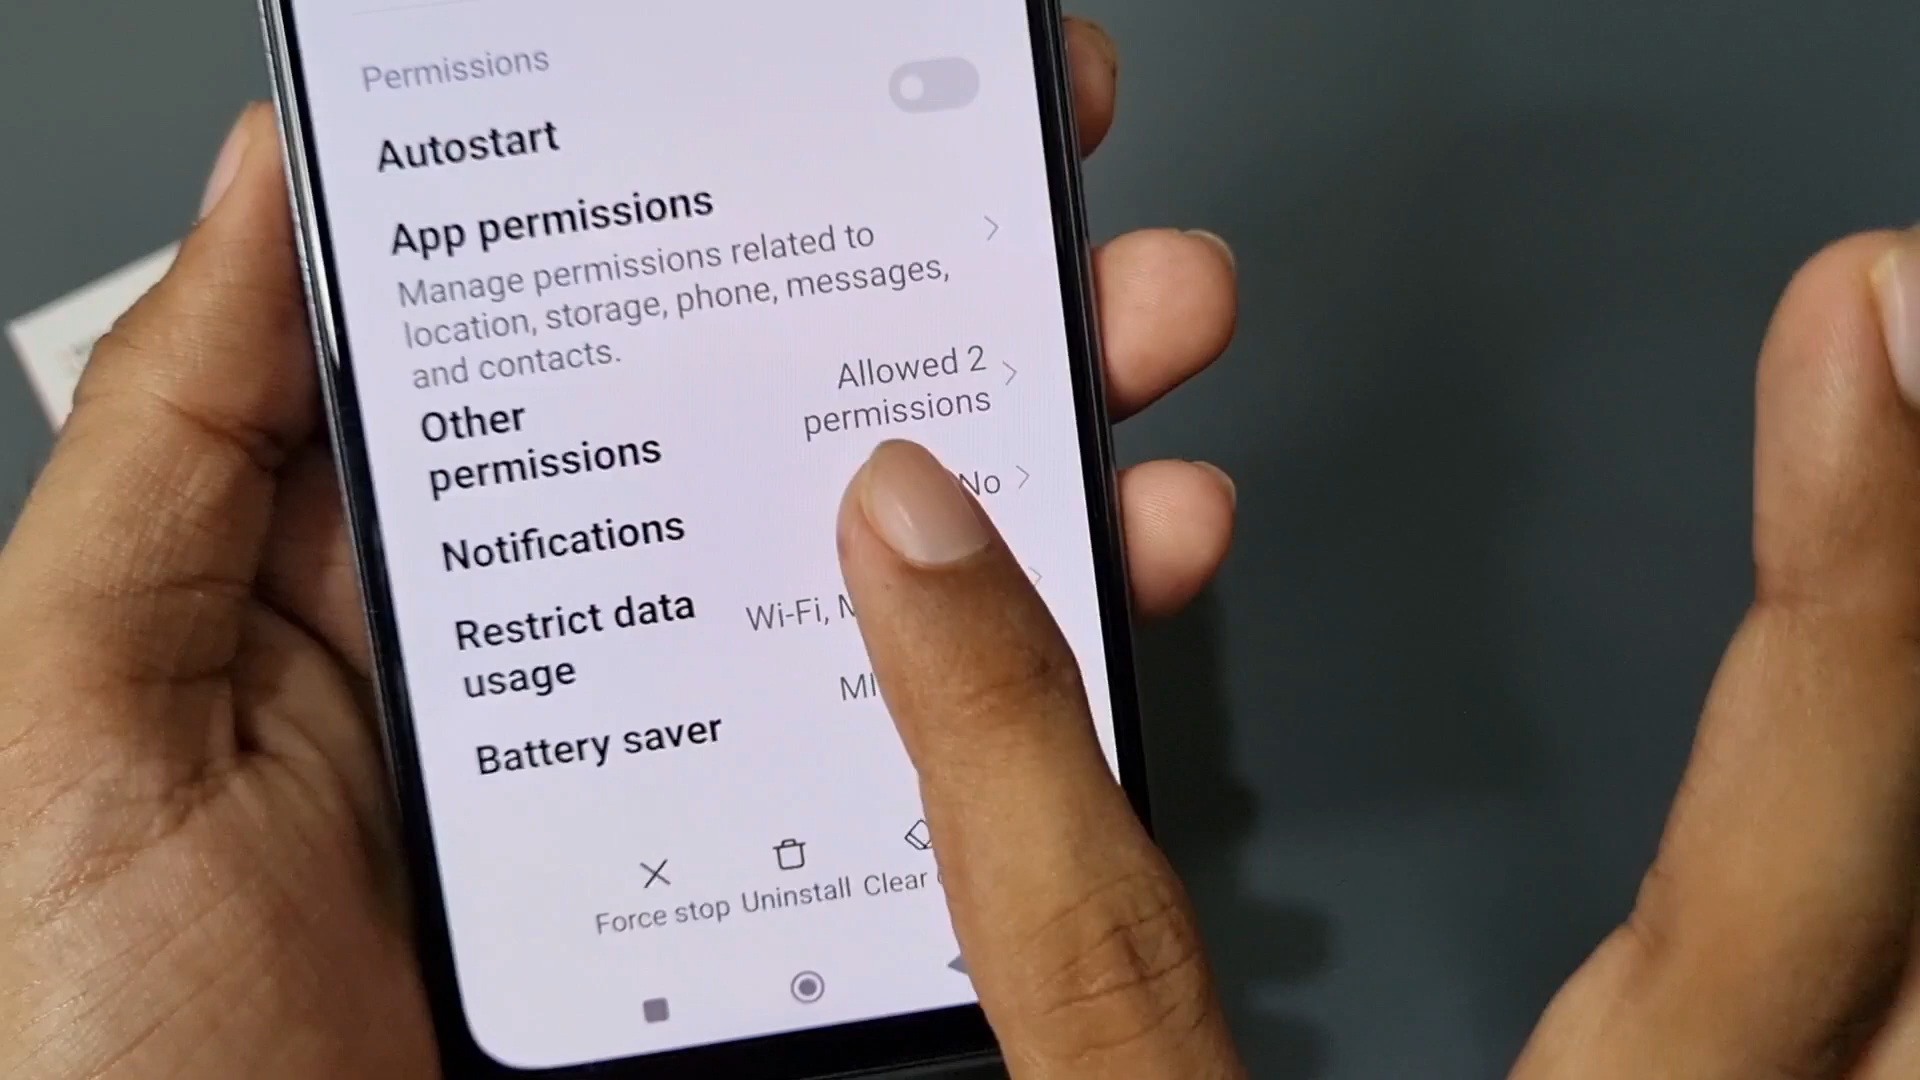 Permissions
Autostart
App permissions
Manage permissions related to
location, storage, phone, messages,
and contacts.
Other
permissions
Allowed 2
permissions
Notifications
No
Restrict data
usage
Wi-Fi,
Battery saver
MI
Force stop
Uninstall
Clear